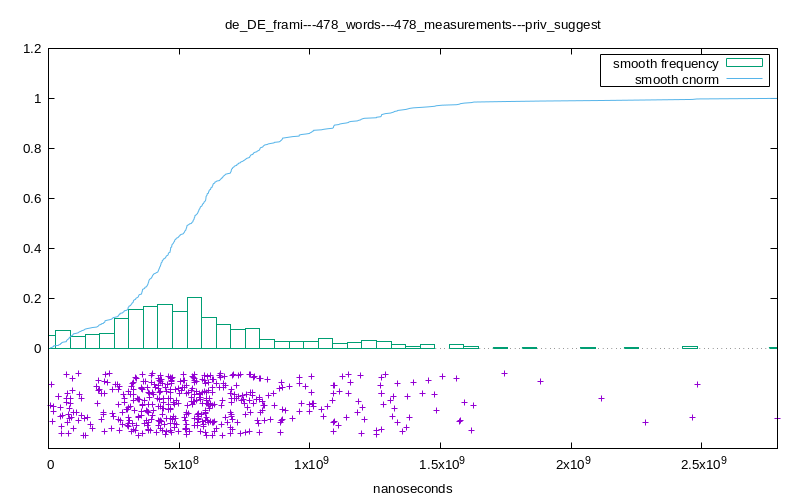 de_DE_frami---478_words---478_measurements---priv_suggest
1.2
smooth frequency
smooth cnorm
1
0.8
0.6
0.4
0.2
0
0 5x10⁸ 1x10⁹ 1.5x10⁹ 2x10⁹ 2.5x10⁹
nanoseconds